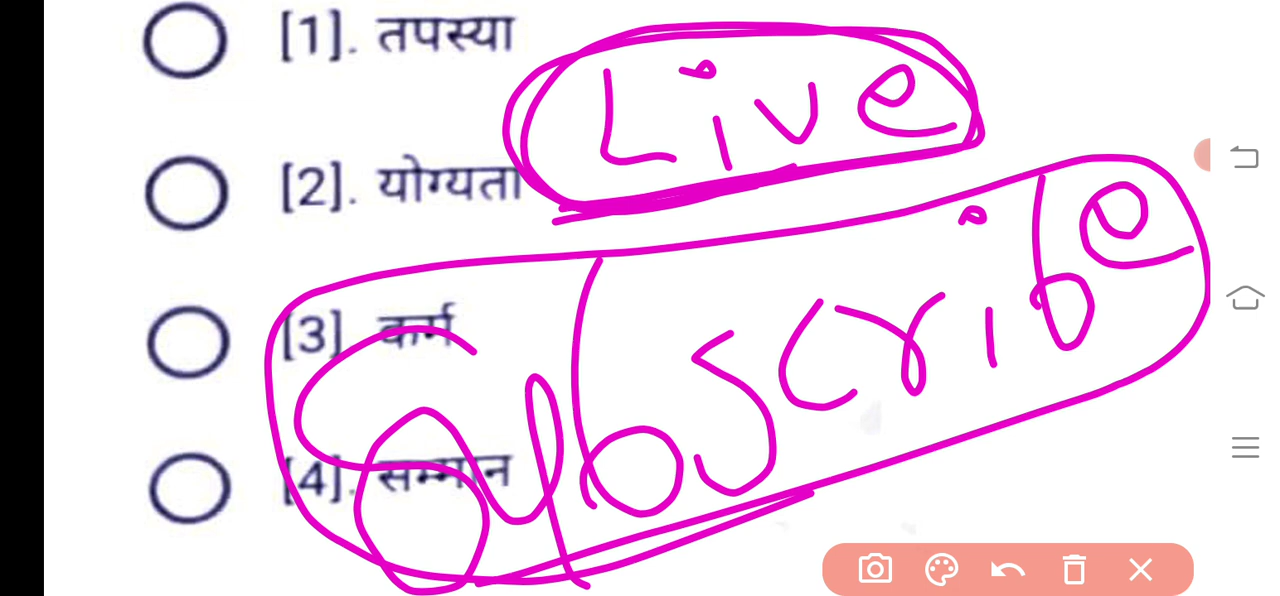 [1]. तपस्या
Live
[2]. योग्यता
[3] कर्म
Subscribe
[4]. सम्मान